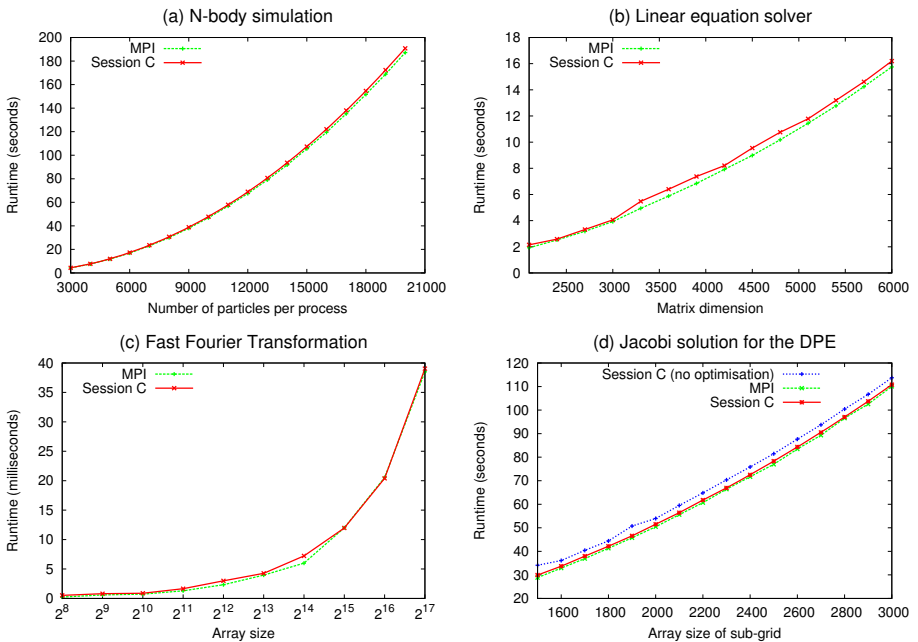 (a) N-body simulation
MPI
Session C
Runtime (seconds)
200
180
160
140
120
100
80
60
40
20
0
3000 6000 9000 12000 15000 18000 21000
Number of particles per process
(b) Linear equation solver
MPI
Session C
Runtime (seconds)
18
16
14
12
10
8
6
4
2
0
2500 3000 3500 4000 4500 5000 5500 6000
Matrix dimension
(c) Fast Fourier Transformation
MPI
Session C
Runtime (milliseconds)
40
35
30
25
20
15
10
5
0
2^8 2^9 2^10 2^11 2^12 2^13 2^14 2^15 2^16 2^17
Array size
(d) Jacobi solution for the DPE
Session C (no optimisation)
MPI
Session C
Runtime (seconds)
120
110
100
90
80
70
60
50
40
30
20
1600 1800 2000 2200 2400 2600 2800 3000
Array size of sub-grid